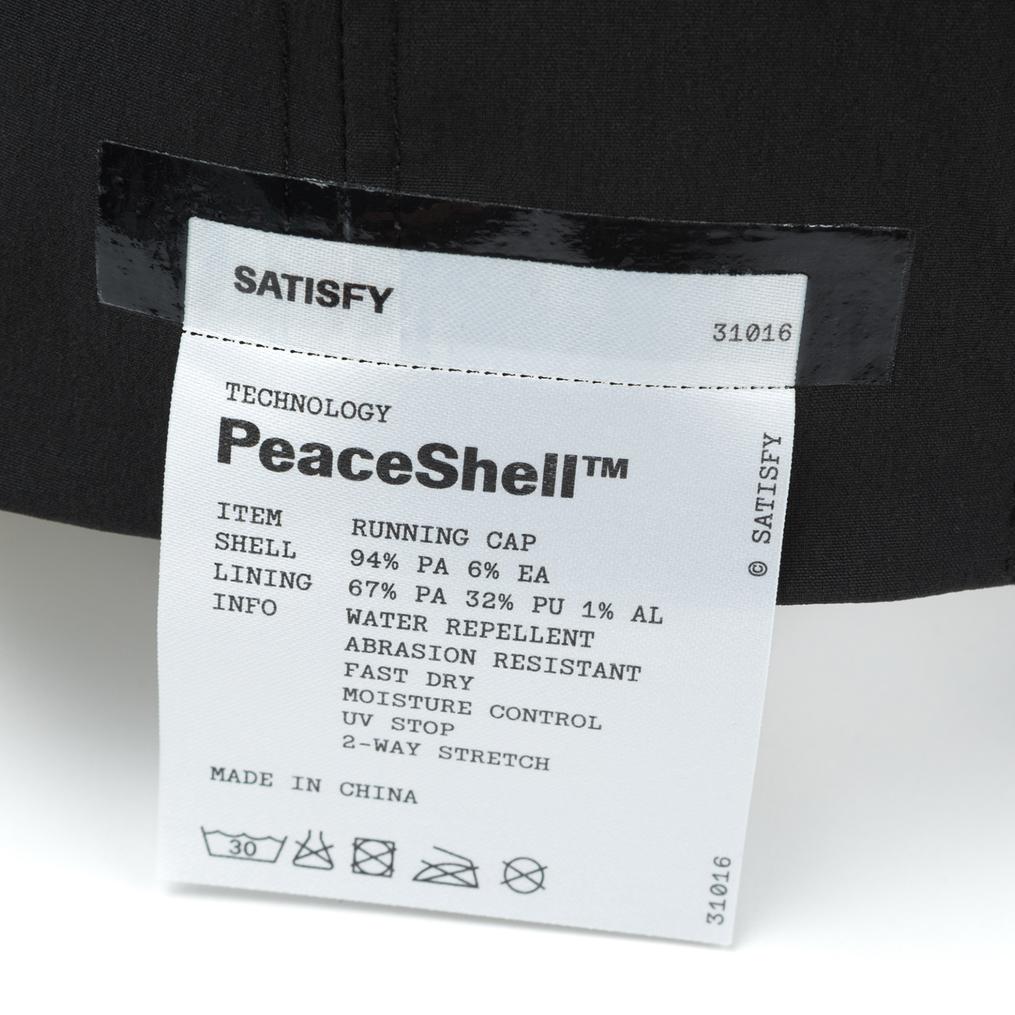 SATISFY
31016
TECHNOLOGY
PeaceShell™
ITEM RUNNING CAP
SHELL 94% PA 6% EA
LINING 67% PA 32% PU 1% AL
INFO WATER REPELLENT
ABRASION RESISTANT
FAST DRY
MOISTURE CONTROL
UV STOP
2-WAY STRETCH
MADE IN CHINA
30
© SATISFY
31016